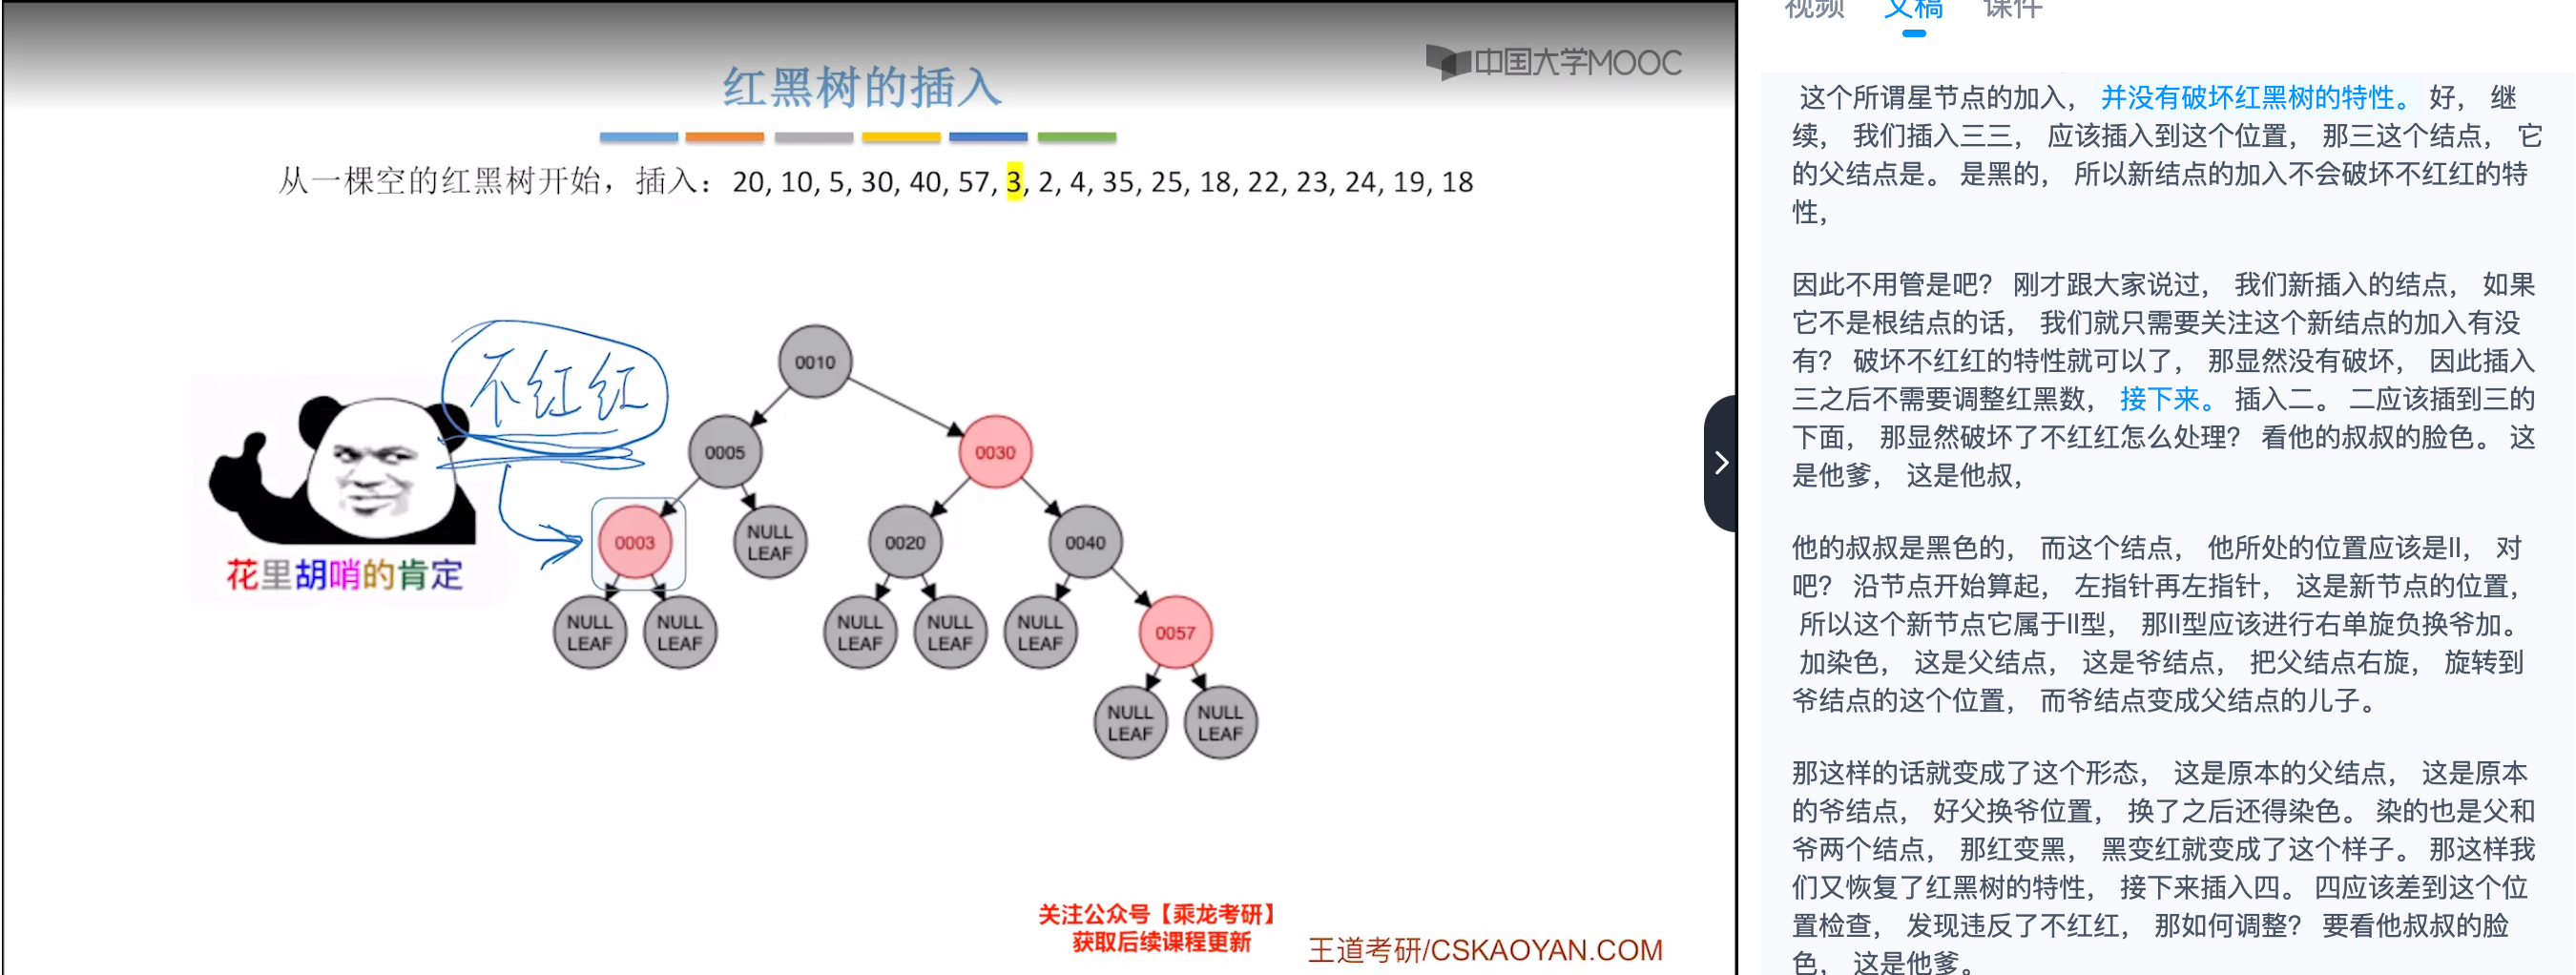 中国大学MOOC
红黑树的插入
从一棵空的红黑树开始，插入：20, 10, 5, 30, 40, 57, 3, 2, 4, 35, 25, 18, 22, 23, 24, 19, 18
不红红
花里胡哨的肯定
0010
0005
0030
0003
NULL
LEAF
0020
0040
NULL
LEAF
NULL
LEAF
NULL
LEAF
NULL
LEAF
NULL
LEAF
0057
NULL
LEAF
NULL
LEAF
关注公众号【乘龙考研】
获取后续课程更新
王道考研/CSKAOYAN.COM
视频 文稿 课件
这个所谓星节点的加入， 并没有破坏红黑树的特性。 好， 继
续， 我们插入三三， 应该插入到这个位置， 那三这个结点， 它
的父结点是。 是黑的， 所以新结点的加入不会破坏不红红的特
性，
因此不用管是吧？ 刚才跟大家说过， 我们新插入的结点， 如果
它不是根结点的话， 我们就只需要关注这个新结点的加入有没
有？ 破坏不红红的特性就可以了， 那显然没有破坏， 因此插入
三之后不需要调整红黑数， 接下来。 插入二。 二应该插到三的
下面， 那显然破坏了不红红怎么处理？ 看他的叔叔的脸色。 这
是他爹， 这是他叔，
他的叔叔是黑色的， 而这个结点， 他所处的位置应该是II， 对
吧？ 沿节点开始算起， 左指针再左指针， 这是新节点的位置，
所以这个新节点它属于II型， 那II型应该进行右单旋负换爷加。
加染色， 这是父结点， 这是爷结点， 把父结点右旋， 旋转到
爷结点的这个位置， 而爷结点变成父结点的儿子。
那这样的话就变成了这个形态， 这是原本的父结点， 这是原本
的爷结点， 好父换爷位置， 换了之后还得染色。 染的也是父和
爷两个结点， 那红变黑， 黑变红就变成了这个样子。 那这样我
们又恢复了红黑树的特性， 接下来插入四。 四应该差到这个位
置检查， 发现违反了不红红， 那如何调整？ 要看他叔叔的脸
色， 这是他爹。